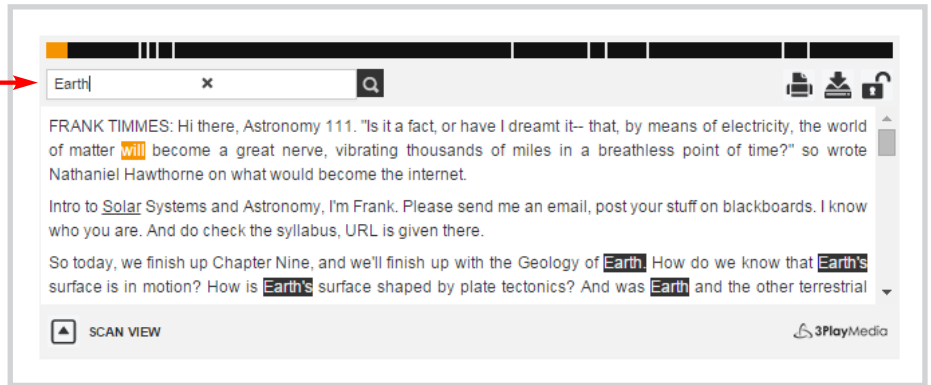 Earth
FRANK TIMMES: Hi there, Astronomy 111. "Is it a fact, or have I dreamt it-- that, by means of electricity, the world
of matter will become a great nerve, vibrating thousands of miles in a breathless point of time?" so wrote
Nathaniel Hawthorne on what would become the internet.
Intro to Solar Systems and Astronomy, I'm Frank. Please send me an email, post your stuff on blackboards. I know
who you are. And do check the syllabus, URL is given there.
So today, we finish up Chapter Nine, and we'll finish up with the Geology of Earth. How do we know that Earth's
surface is in motion? How is Earth's surface shaped by plate tectonics? And was Earth and the other terrestrial
SCAN VIEW
3PlayMedia